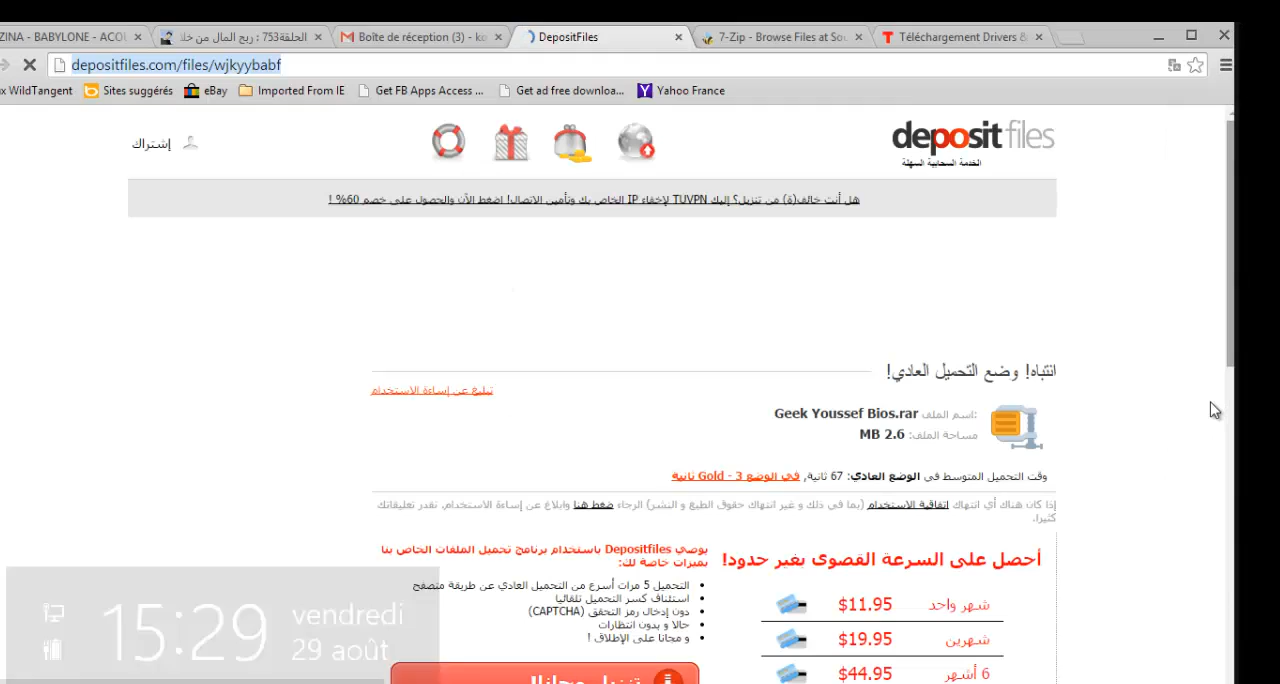 ZINA - BABYLONE - ACOU
الحلقة753 : ربح المال من خلا
Boîte de réception (3) - ko
DepositFiles
7-Zip - Browse Files at Sou
Téléchargement Drivers &
depositfiles.com/files/wjkyybabf
x WildTangent
Sites suggérés
eBay
Imported From IE
Get FB Apps Access ...
Get ad free downloa...
Yahoo France
إشتراك
depositfiles
الخدمة السحابية السهلة
هل أنت خائف(ة) من تنزيل؟ إليك TUVPN لإخفاء IP الخاص بك وتأمين الاتصال! اضغط الآن والحصول على خصم 60% !
انتباه! وضع التحميل العادي!
تبليغ عن إساءة الاستخدام
اسم الملف: Geek Youssef Bios.rar
مساحة الملف: 2.6 MB
وقت التحميل المتوسط في الوضع العادي: 67 ثانية, في الوضع Gold - 3 ثانية
إذا كان هناك أي انتهاك اتفاقية الاستخدام (بما في ذلك و غير انتهاك حقوق الطبع و النشر) الرجاء ضغط هنا وابلاغ عن إساءة الاستخدام. نقدر تعليقاتك
كثيرا.
أحصل على السرعة القصوى بغير حدود!
شهر واحد $11.95
شهرين $19.95
6 أشهر $44.95
يوصي Depositfiles باستخدام برنامج تحميل الملفات الخاص بنا
بميزات خاصة لك:
التحميل 5 مرات أسرع من التحميل العادي عن طريقة متصفح
استئناف كسر التحميل تلقائيا
دون إدخال رمز التحقق (CAPTCHA)
حالا و بدون انتظارات
و مجانا على الإطلاق !
15:29
vendredi
29 août